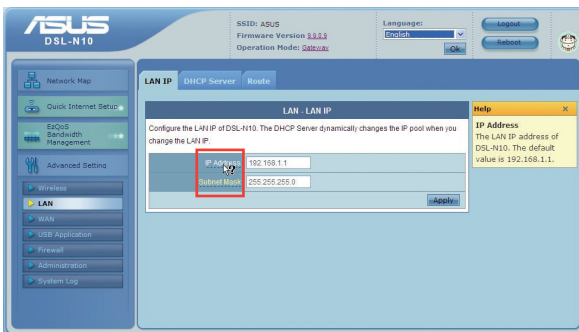 ASUS
DSL-N10
SSID: ASUS
Firmware Version 9.9.9.9
Operation Mode: Gateway
Language:
English
Ok
Logout
Reboot
Network Map
Quick Internet Setup
EzQoS
Bandwidth
Management
Advanced Setting
Wireless
LAN
WAN
USB Application
Firewall
Administration
System Log
LAN IP DHCP Server Route
LAN - LAN IP
Configure the LAN IP of DSL-N10. The DHCP Server dynamically changes the IP pool when you
change the LAN IP.
IP Address 192.168.1.1
Subnet Mask 255.255.255.0
Apply
Help ×
IP Address
The LAN IP address of
DSL-N10. The default
value is 192.168.1.1.